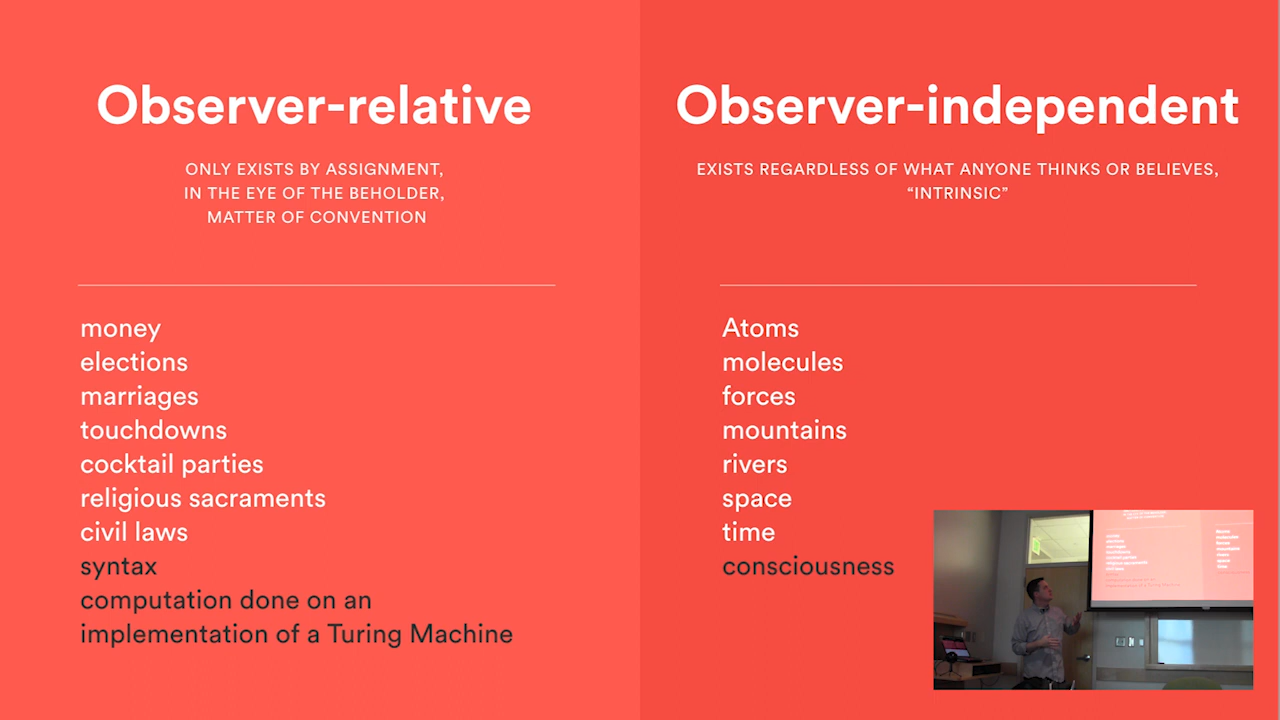 Observer-relative
ONLY EXISTS BY ASSIGNMENT,
IN THE EYE OF THE BEHOLDER,
MATTER OF CONVENTION
money
elections
marriages
touchdowns
cocktail parties
religious sacraments
civil laws
syntax
computation done on an
implementation of a Turing Machine
Observer-independent
EXISTS REGARDLESS OF WHAT ANYONE THINKS OR BELIEVES,
“INTRINSIC”
Atoms
molecules
forces
mountains
rivers
space
time
consciousness